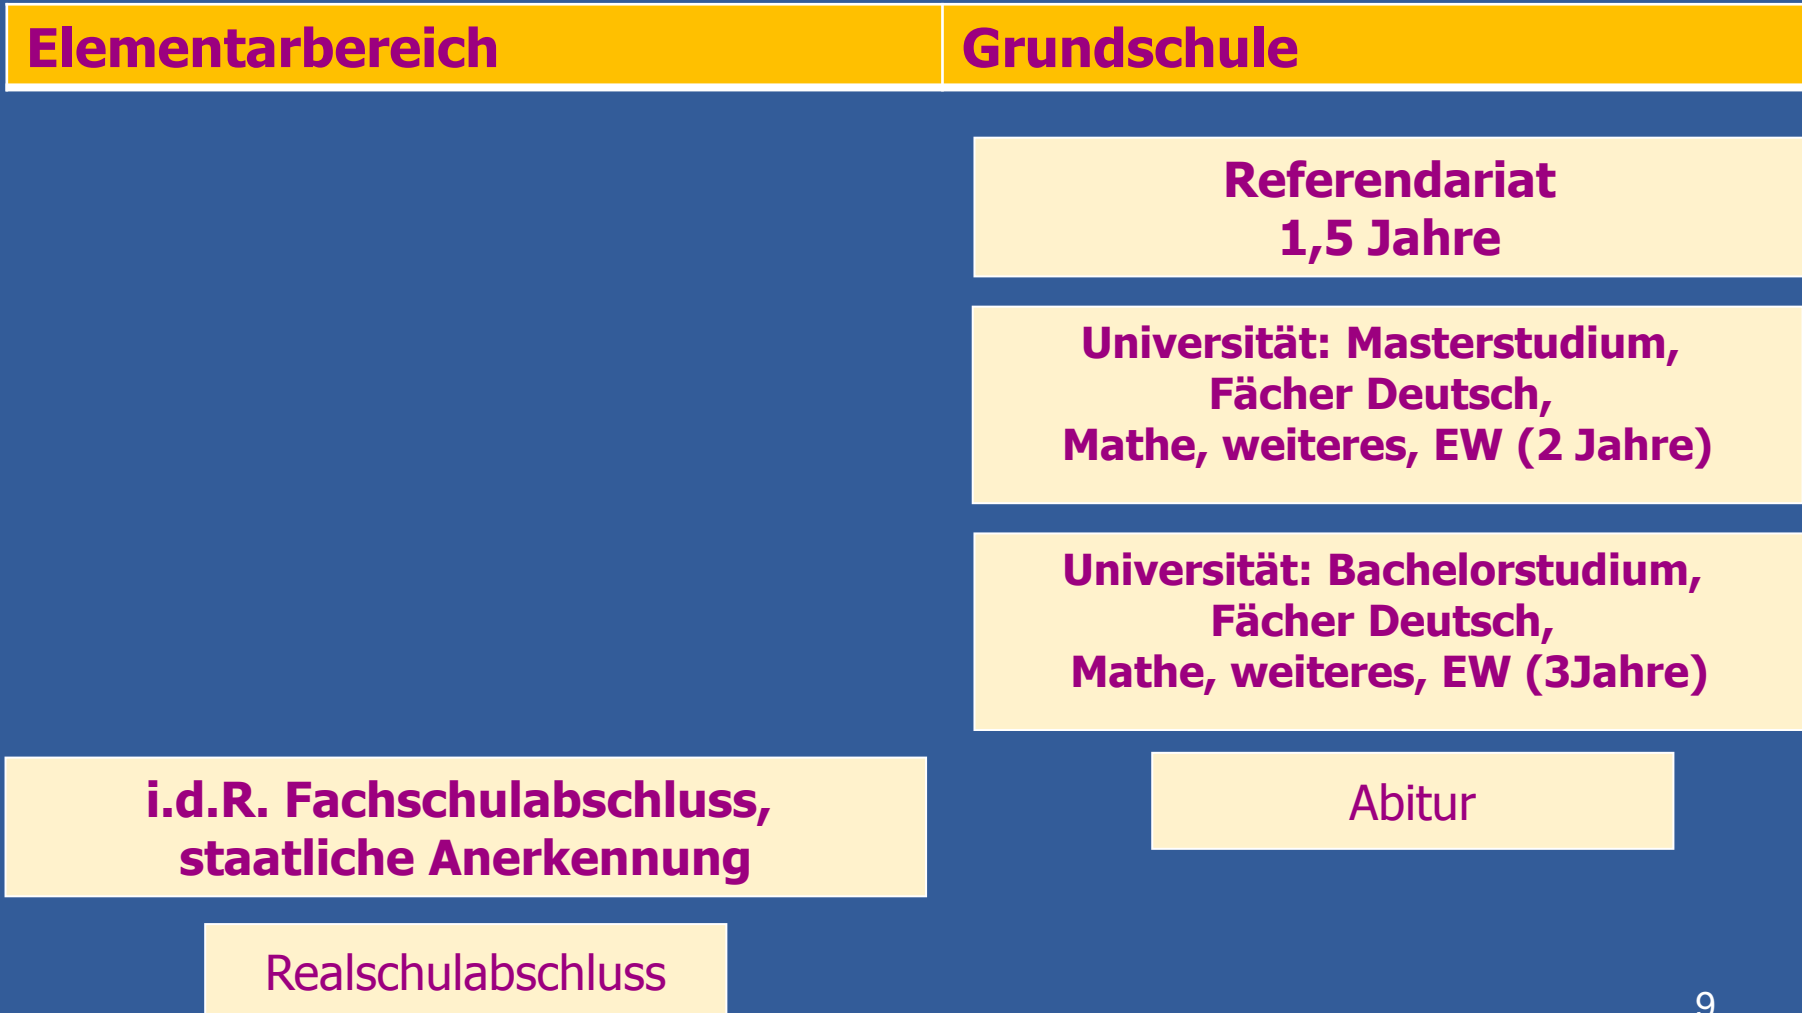 Elementarbereich
Grundschule
Referendariat
1,5 Jahre
Universität: Masterstudium,
Fächer Deutsch,
Mathe, weiteres, EW (2 Jahre)
Universität: Bachelorstudium,
Fächer Deutsch,
Mathe, weiteres, EW (3Jahre)
Abitur
i.d.R. Fachschulabschluss,
staatliche Anerkennung
Realschulabschluss
9